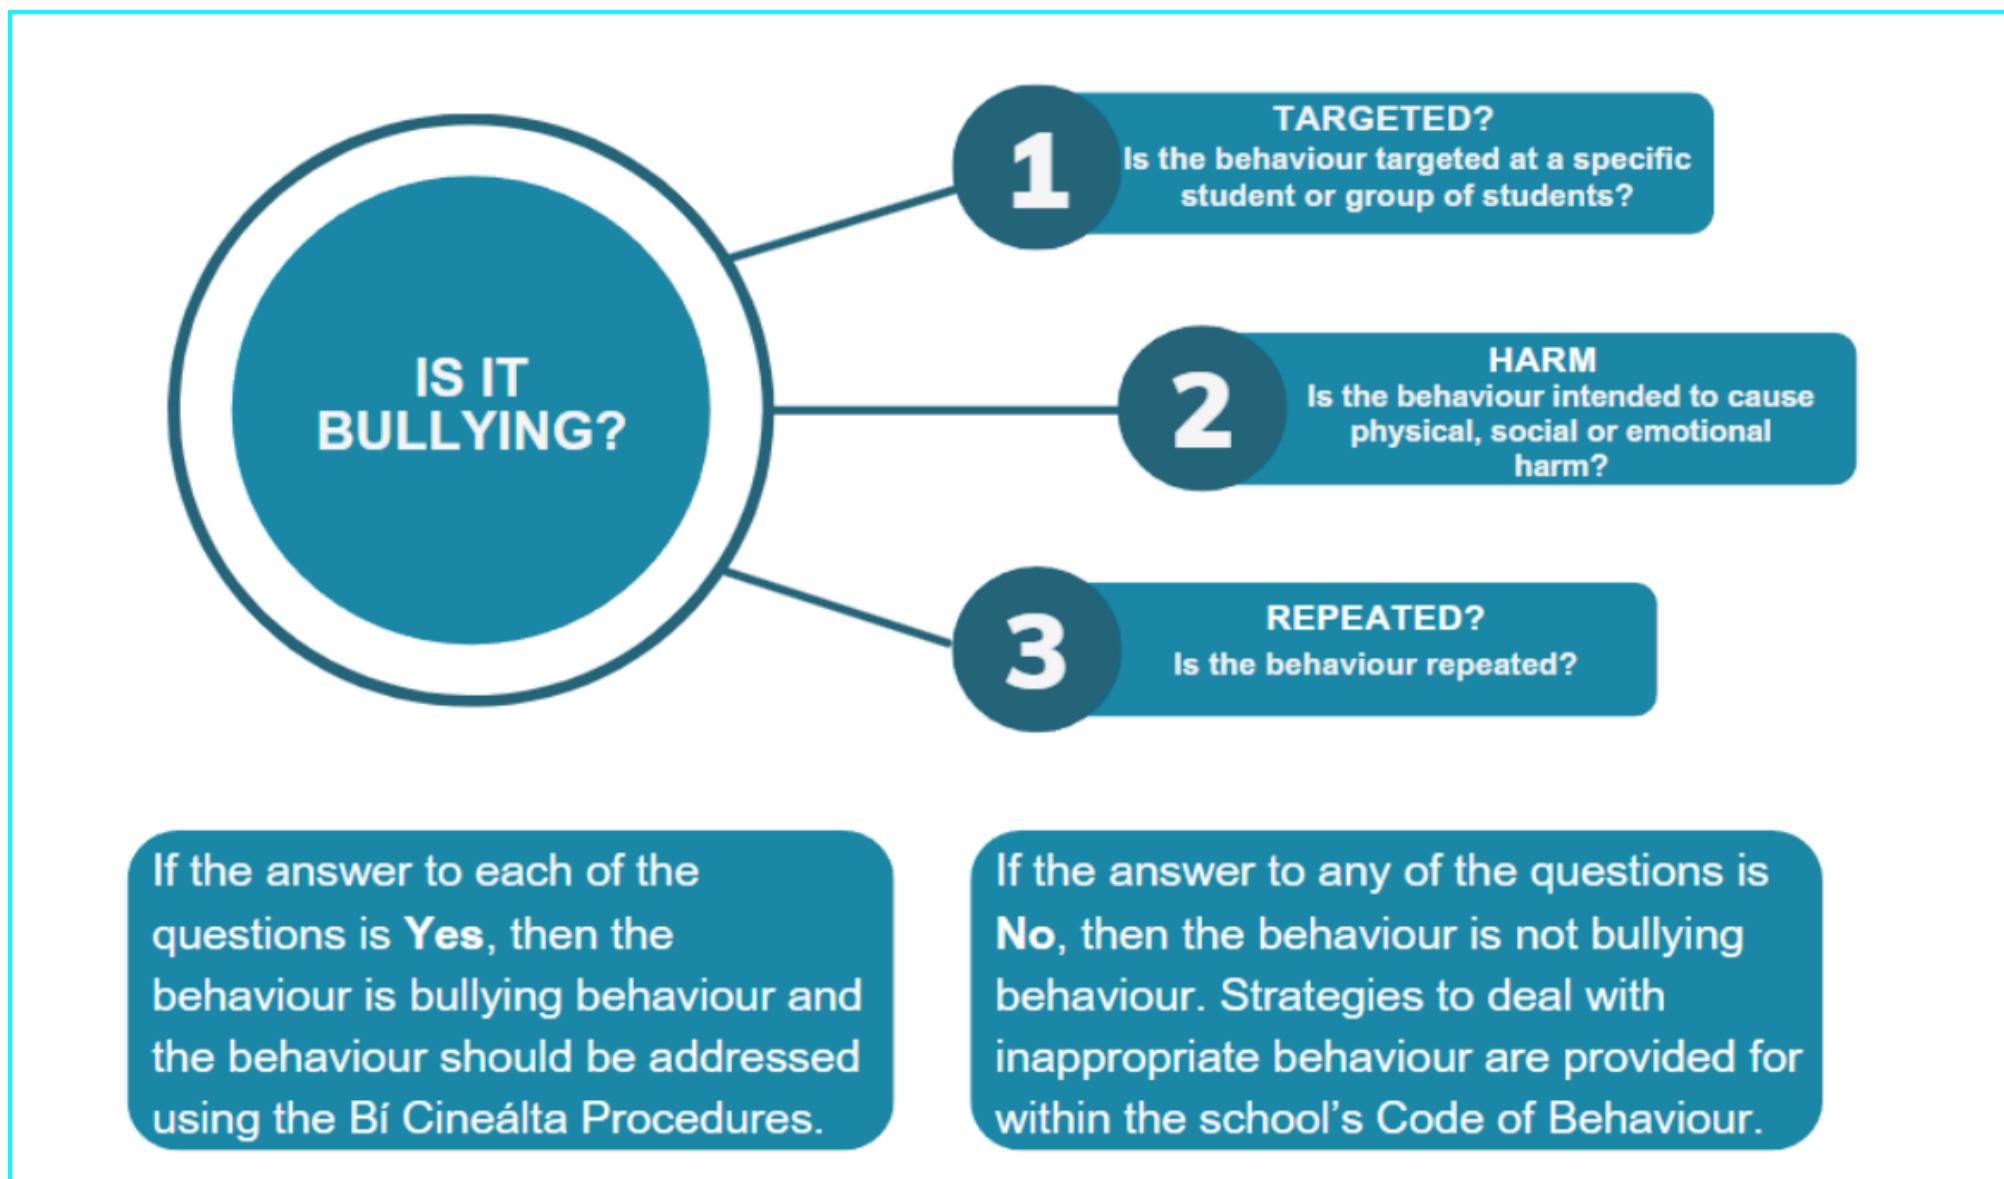 IS IT
BULLYING?
1
TARGETED?
Is the behaviour targeted at a specific
student or group of students?
2
HARM
Is the behaviour intended to cause
physical, social or emotional
harm?
3
REPEATED?
Is the behaviour repeated?
If the answer to each of the
questions is Yes, then the
behaviour is bullying behaviour and
the behaviour should be addressed
using the Bí Cineálta Procedures.
If the answer to any of the questions is
No, then the behaviour is not bullying
behaviour. Strategies to deal with
inappropriate behaviour are provided for
within the school’s Code of Behaviour.